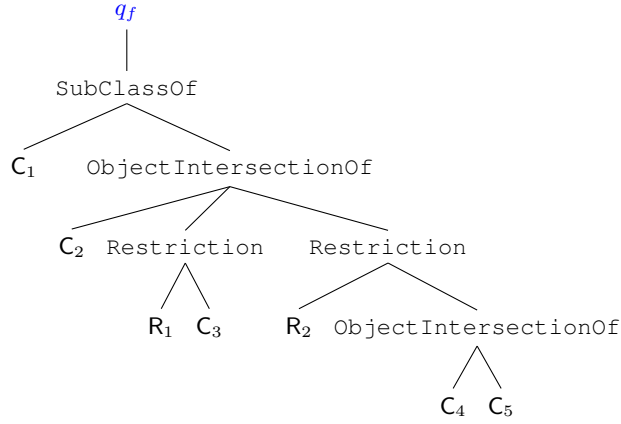 q_f
SubClassOf
C₁ ObjectIntersectionOf
C₂ Restriction Restriction
R₁ C₃ R₂ ObjectIntersectionOf
C₄ C₅